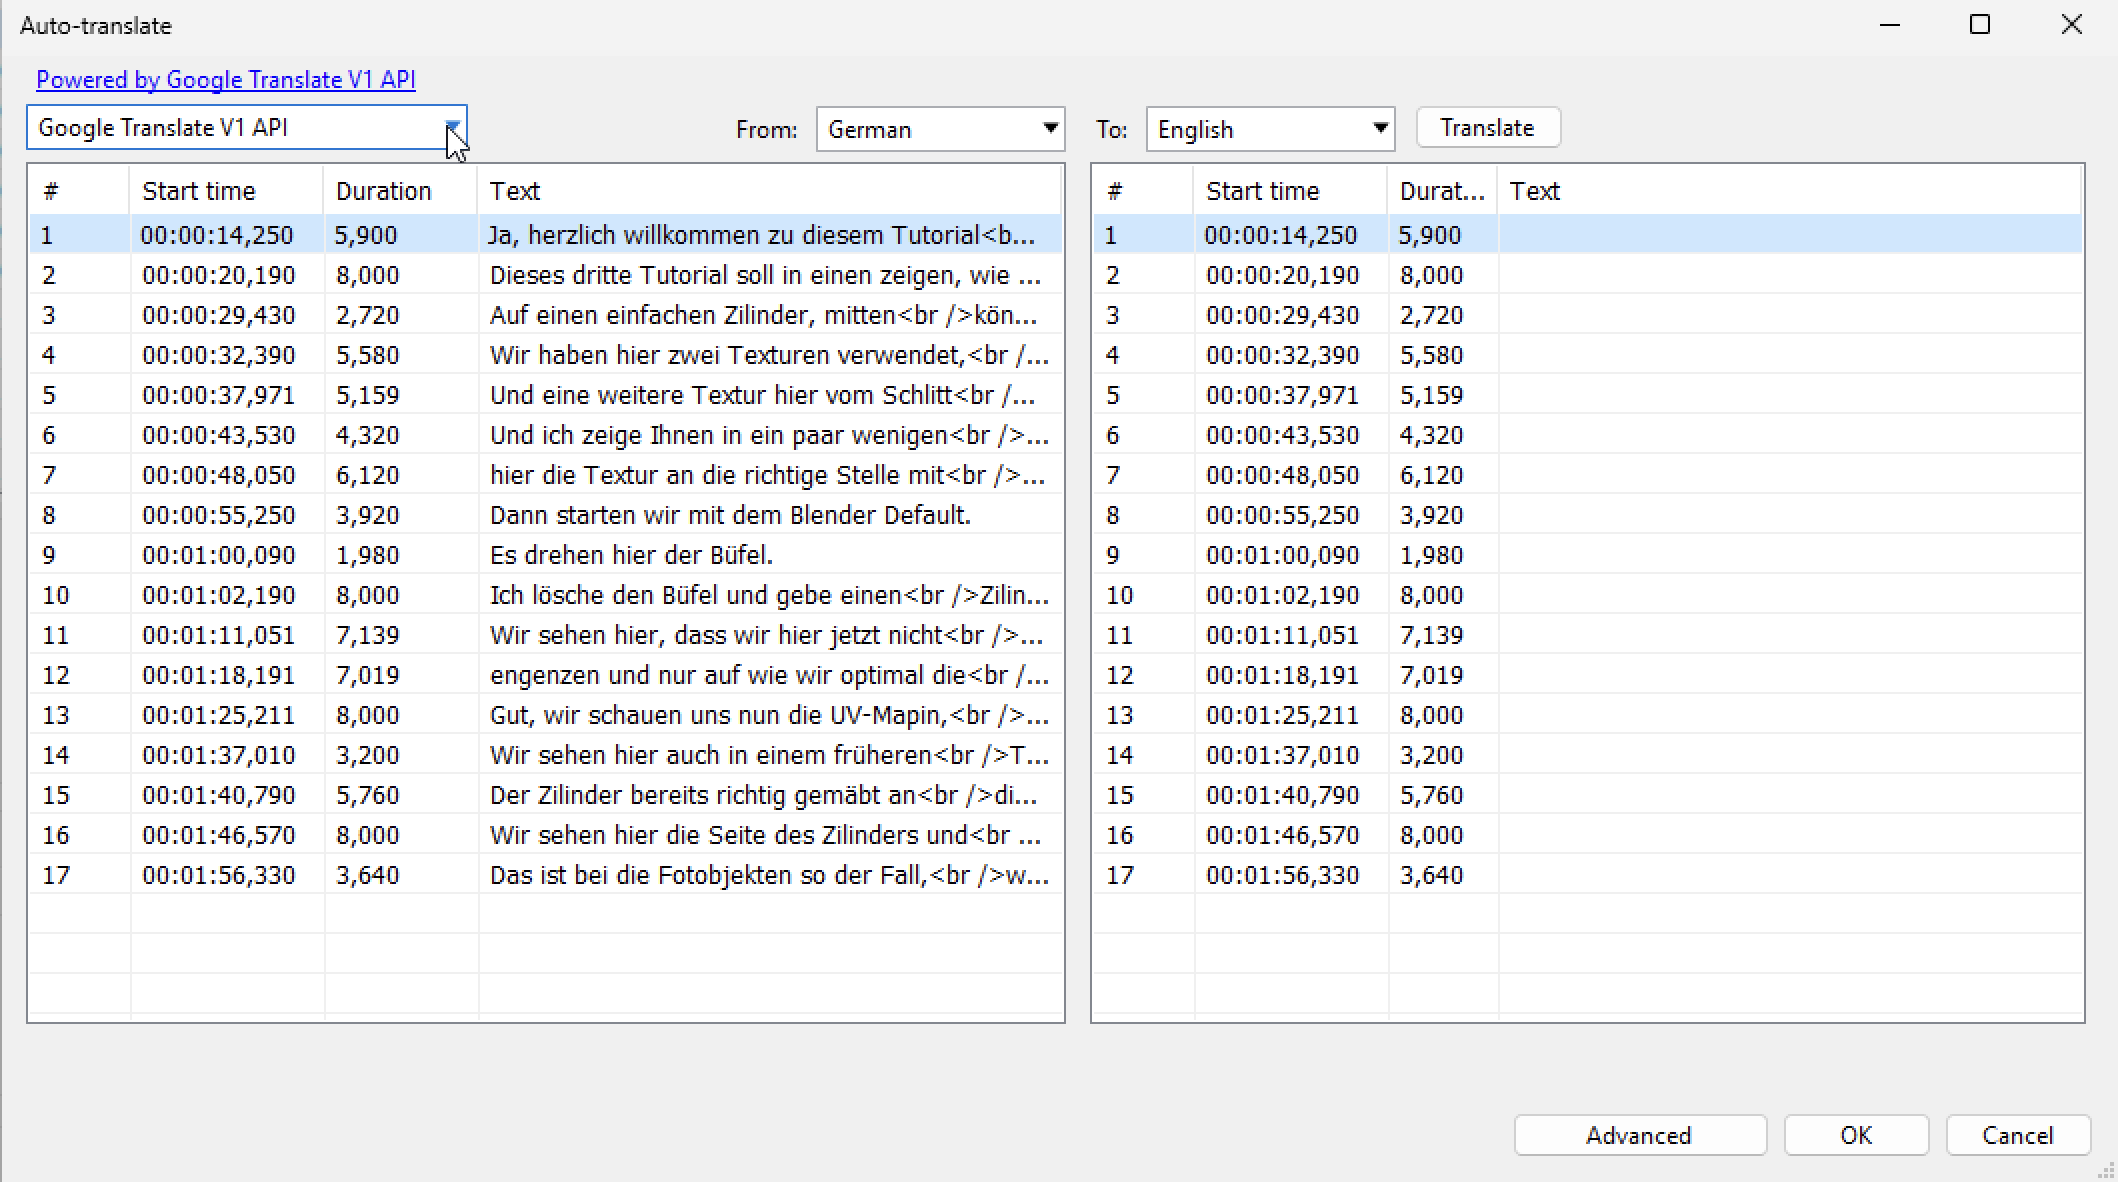 Auto-translate
Powered by Google Translate V1 API
Google Translate V1 API
From: German To: English Translate
# Start time Duration Text # Start time Durat... Text
1 00:00:14,250 5,900 Ja, herzlich willkommen zu diesem Tutorial<b... 1 00:00:14,250 5,900
2 00:00:20,190 8,000 Dieses dritte Tutorial soll in einen zeigen, wie ... 2 00:00:20,190 8,000
3 00:00:29,430 2,720 Auf einen einfachen Zilinder, mitten<br />kön... 3 00:00:29,430 2,720
4 00:00:32,390 5,580 Wir haben hier zwei Texturen verwendet,<br /... 4 00:00:32,390 5,580
5 00:00:37,971 5,159 Und eine weitere Textur hier vom Schlitt<br /... 5 00:00:37,971 5,159
6 00:00:43,530 4,320 Und ich zeige Ihnen in ein paar wenigen<br />... 6 00:00:43,530 4,320
7 00:00:48,050 6,120 hier die Textur an die richtige Stelle mit<br />... 7 00:00:48,050 6,120
8 00:00:55,250 3,920 Dann starten wir mit dem Blender Default. 8 00:00:55,250 3,920
9 00:01:00,090 1,980 Es drehen hier der Büfel. 9 00:01:00,090 1,980
10 00:01:02,190 8,000 Ich lösche den Büfel und gebe einen<br />Zilin... 10 00:01:02,190 8,000
11 00:01:11,051 7,139 Wir sehen hier, dass wir hier jetzt nicht<br />... 11 00:01:11,051 7,139
12 00:01:18,191 7,019 engenzen und nur auf wie wir optimal die<br /... 12 00:01:18,191 7,019
13 00:01:25,211 8,000 Gut, wir schauen uns nun die UV-Mapin,<br />... 13 00:01:25,211 8,000
14 00:01:37,010 3,200 Wir sehen hier auch in einem früheren<br />T... 14 00:01:37,010 3,200
15 00:01:40,790 5,760 Der Zilinder bereits richtig gemäbt an<br />di... 15 00:01:40,790 5,760
16 00:01:46,570 8,000 Wir sehen hier die Seite des Zilinders und<br ... 16 00:01:46,570 8,000
17 00:01:56,330 3,640 Das ist bei die Fotobjekten so der Fall,<br />w... 17 00:01:56,330 3,640
Advanced OK Cancel